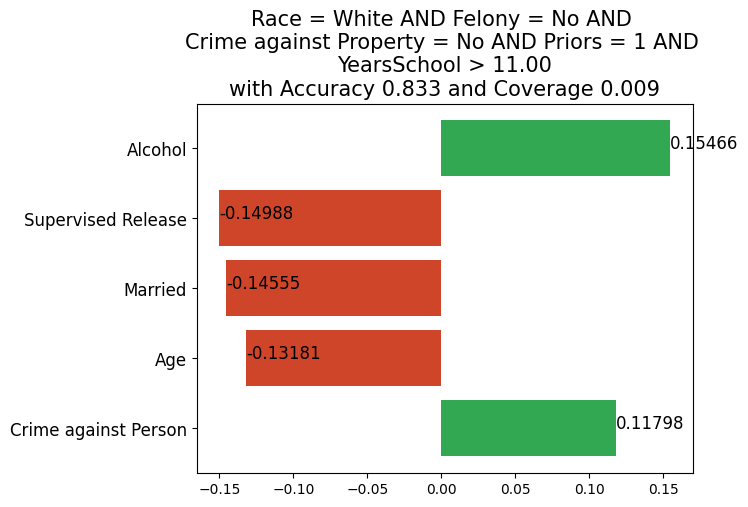 Race = White AND Felony = No AND
Crime against Property = No AND Priors = 1 AND
YearsSchool > 11.00
with Accuracy 0.833 and Coverage 0.009
Alcohol
0.15466
Supervised Release
-0.14988
Married
-0.14555
Age
-0.13181
Crime against Person
0.11798
−0.15 −0.10 −0.05 0.00 0.05 0.10 0.15